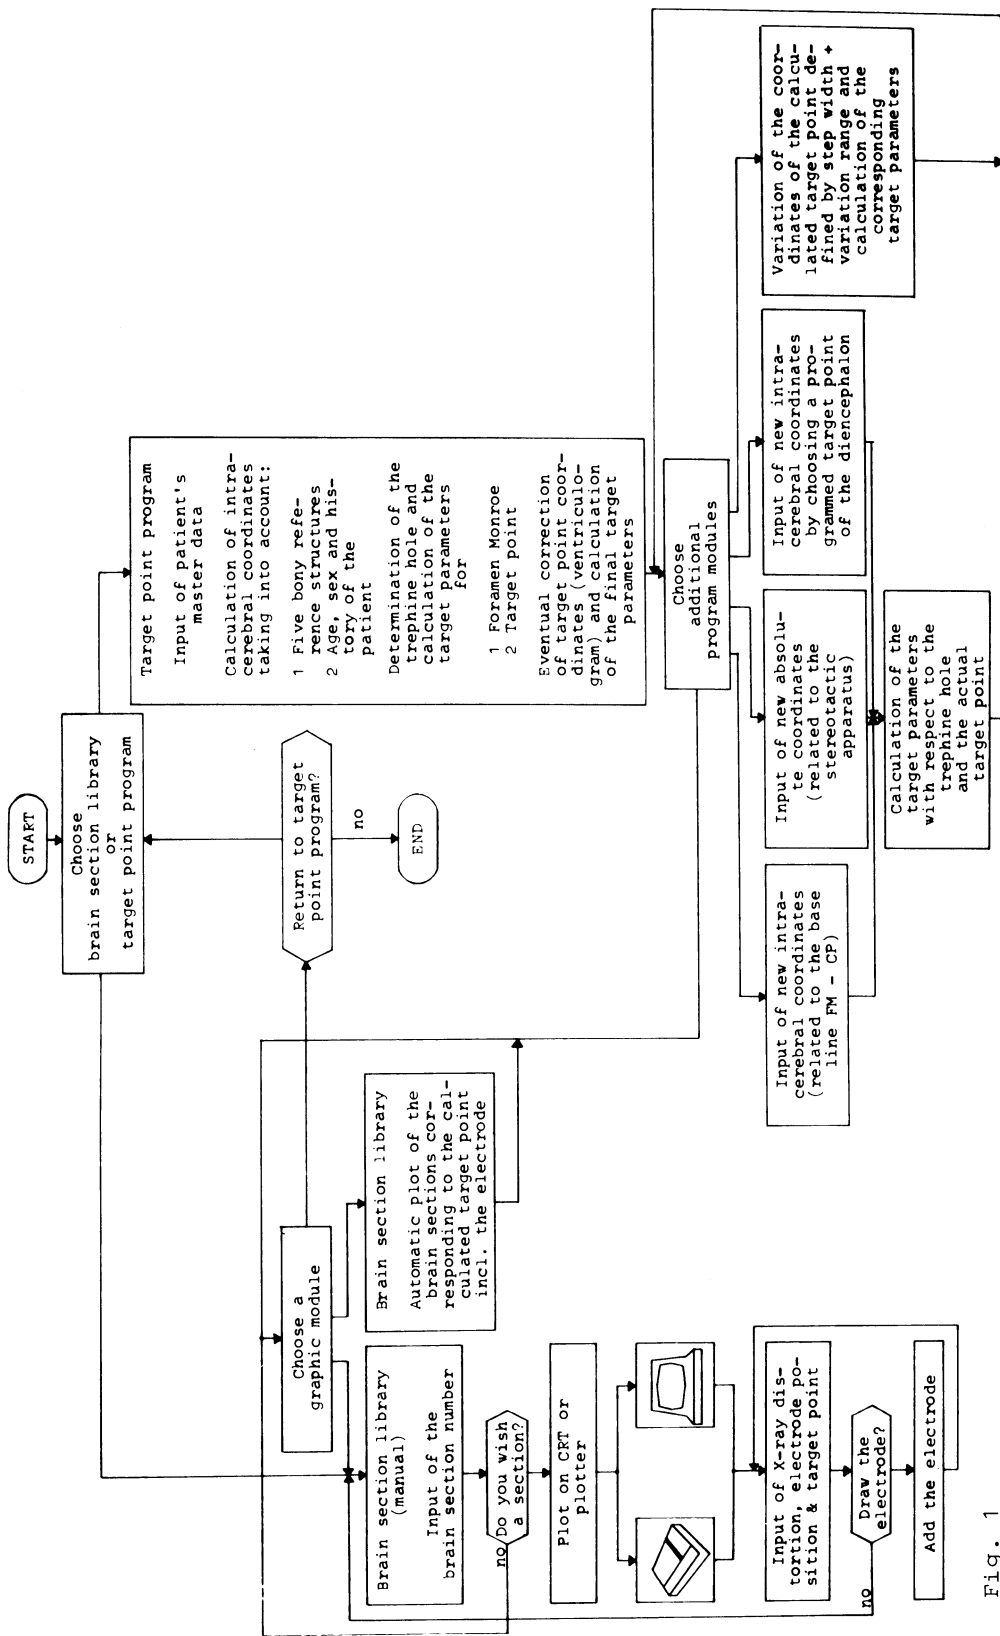 START
Choose
brain section library
or
target point program
Return to target
point program?
no
END
Target point program
Input of patient's
master data
Calculation of intra-
cerebral coordinates
taking into account:
1 Five bony refe-
rence structures
2 Age, sex and his-
tory of the
patient
Determination of the
trephine hole and
calculation of the
target parameters
for
1 Foramen Monroe
2 Target point
Eventual correction
of target point coor-
dinates (ventriculo-
gram) and calculation
of the final target
parameters
Choose a
graphic module
Brain section library
(manual)
Input of the
brain section number
Brain section library
Automatic plot of the
brain sections cor-
responding to the cal-
culated target point
incl. the electrode
no
Do you wish
a section?
Plot on CRT or
plotter
Input of X-ray dis-
tortion, electrode po-
sition & target point
no
Draw the
electrode?
Add the electrode
Choose
additional
program modules
Input of new intra-
cerebral coordinates
(related to the base
line FM - CP)
Input of new absolu-
te coordinates
(related to the
stereotactic
apparatus)
Input of new intra-
cerebral coordinates
by choosing a pro-
grammed target point
of the diencephalon
Variation of the coor-
dinates of the calcu-
lated target point de-
fined by step width +
variation range and
calculation of the
corresponding
target parameters
Calculation of the
target parameters
with respect to the
trephine hole
and the actual
target point
Fig. 1